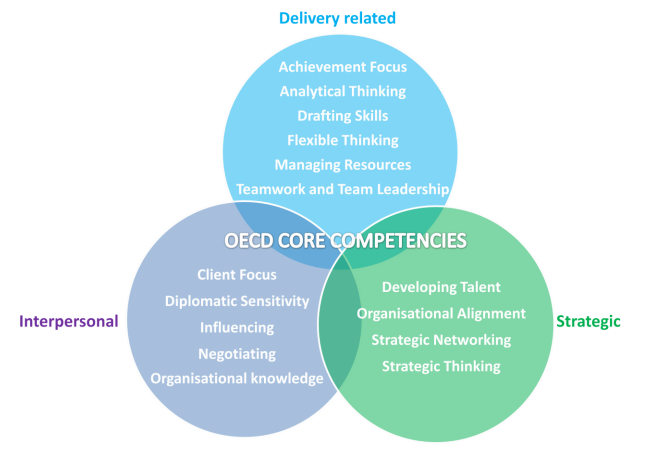 Delivery related
Achievement Focus
Analytical Thinking
Drafting Skills
Flexible Thinking
Managing Resources
Teamwork and Team Leadership
OECD CORE COMPETENCIES
Interpersonal
Client Focus
Diplomatic Sensitivity
Influencing
Negotiating
Organisational knowledge
Developing Talent
Organisational Alignment
Strategic Networking
Strategic Thinking
Strategic